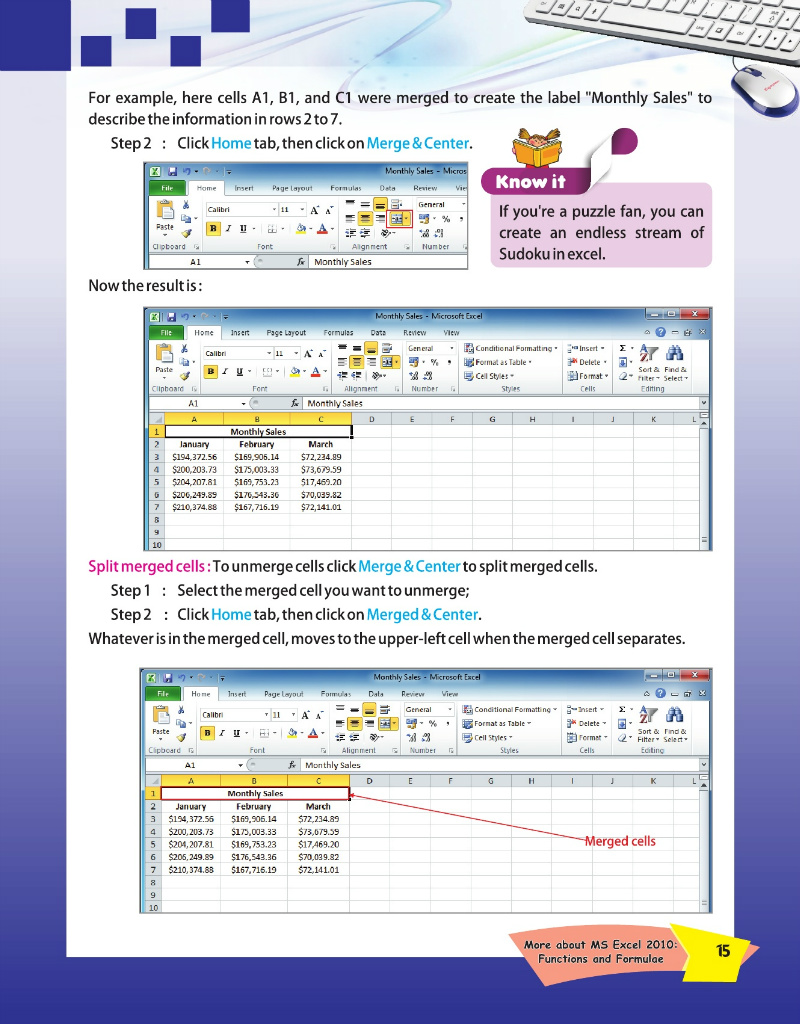 For example, here cells A1, B1, and C1 were merged to create the label "Monthly Sales" to
describe the information in rows 2 to 7.
Step 2 : Click Home tab, then click on Merge & Center.
Monthly Sales - Micros
File Home Insert Page Layout Formulas Data Review Vie
Calibri 11 A A General
Paste B I U A % ,
Clipboard Font Alignment Number
A1 fx Monthly Sales
Know it
If you're a puzzle fan, you can
create an endless stream of
Sudoku in excel.
Now the result is :
Monthly Sales - Microsoft Excel
File Home Insert Page Layout Formulas Data Review View
Calibri 11 A A General Conditional Formatting Insert Σ
Paste B I U A % , Format as Table Delete
Cell Styles Format Sort & Filter Find & Select
Clipboard Font Alignment Number Styles Cells Editing
A1 fx Monthly Sales
A B C D E F G H I J K L
1 Monthly Sales
2 January February March
3 $194,372.56 $169,906.14 $72,234.89
4 $200,203.73 $175,003.33 $73,679.59
5 $204,207.81 $169,753.23 $17,469.20
6 $206,249.89 $176,543.36 $70,039.82
7 $210,374.88 $167,716.19 $72,141.01
8
9
10
Split merged cells : To unmerge cells click Merge & Center to split merged cells.
Step 1 : Select the merged cell you want to unmerge;
Step 2 : Click Home tab, then click on Merged & Center.
Whatever is in the merged cell, moves to the upper-left cell when the merged cell separates.
Monthly Sales - Microsoft Excel
File Home Insert Page Layout Formulas Data Review View
Calibri 11 A A General Conditional Formatting Insert Σ
Paste B I U A % , Format as Table Delete
Cell Styles Format Sort & Filter Find & Select
Clipboard Font Alignment Number Styles Cells Editing
A1 fx Monthly Sales
A B C D E F G H I J K L
1 Monthly Sales
2 January February March
3 $194,372.56 $169,906.14 $72,234.89
4 $200,203.73 $175,003.33 $73,679.59
5 $204,207.81 $169,753.23 $17,469.20
6 $206,249.89 $176,543.36 $70,039.82
7 $210,374.88 $167,716.19 $72,141.01
8
9
10
Merged cells
More about MS Excel 2010:
Functions and Formulae
15